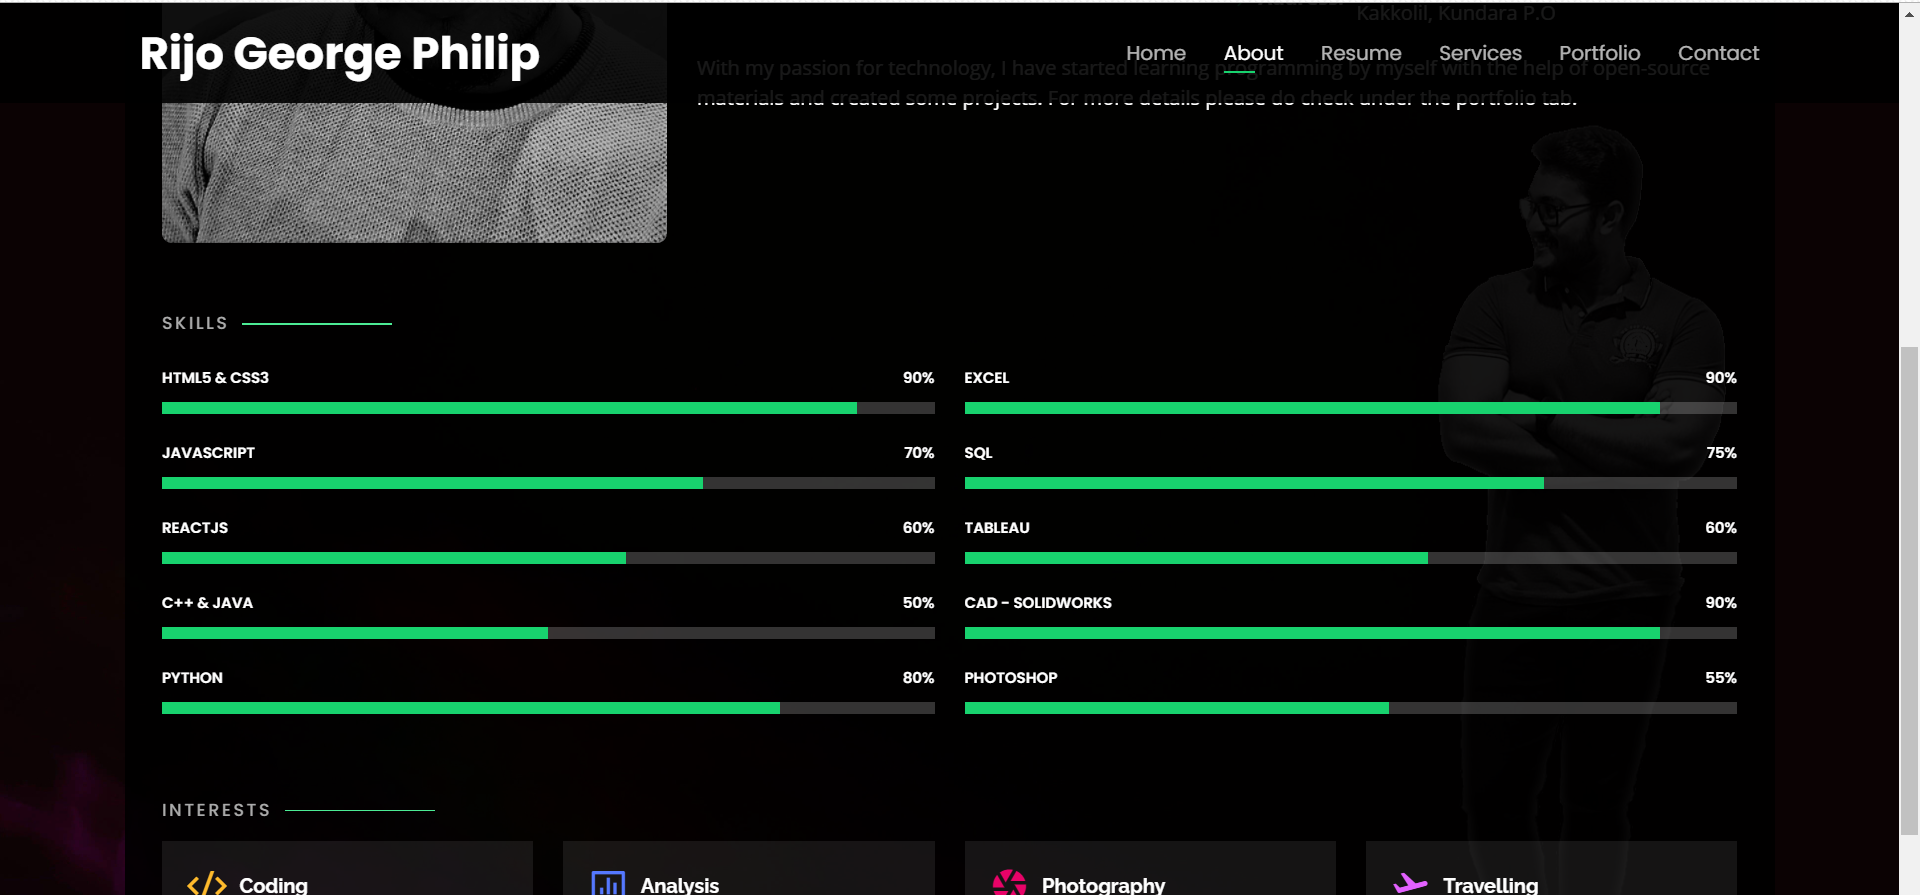 Kakkolil, Kundara P.O
Rijo George Philip
Home About Resume Services Portfolio Contact
With my passion for technology, I have started learning programming by myself with the help of open-source
materials and created some projects. For more details please do check under the portfolio tab.
SKILLS
HTML5 & CSS3 90%
EXCEL 90%
JAVASCRIPT 70%
SQL 75%
REACTJS 60%
TABLEAU 60%
C++ & JAVA 50%
CAD - SOLIDWORKS 90%
PYTHON 80%
PHOTOSHOP 55%
INTERESTS
Coding
Analysis
Photography
Travelling